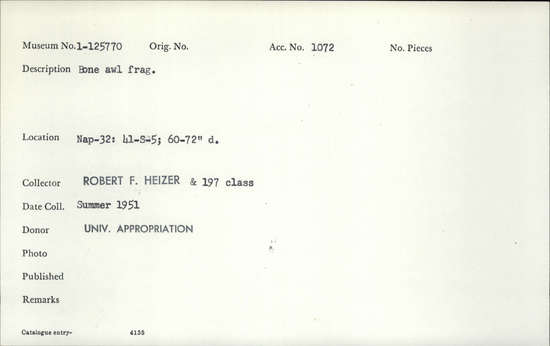 Museum No. 1-125770 Orig. No. Acc. No. 1072 No. Pieces
Description Bone awl frag.
Location Nap-32: 41-S-5; 60-72" d.
Collector ROBERT F. HEIZER & 197 class
Date Coll. Summer 1951
Donor UNIV. APPROPRIATION
Photo
Published
Remarks
Catalogue entry- 4155